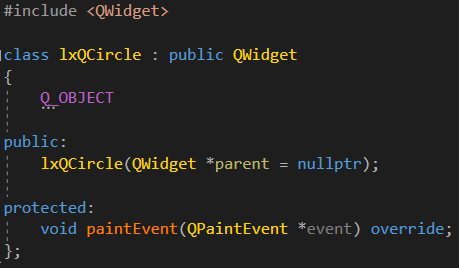 #include <QWidget>
class lxQCircle : public QWidget
{
Q_OBJECT
public:
lxQCircle(QWidget *parent = nullptr);
protected:
void paintEvent(QPaintEvent *event) override;
};